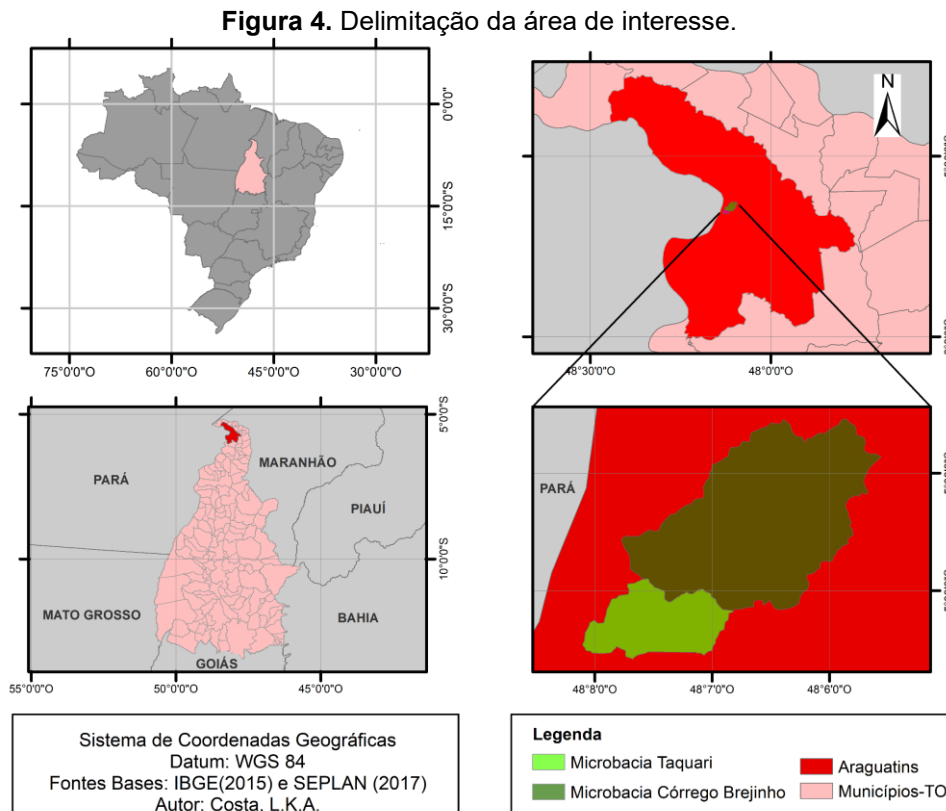 Figura 4. Delimitação da área de interesse.
N
0°0'0"
15°0'0"S
30°0'0"S
75°0'0"O 60°0'0"O 45°0'0"O 30°0'0"O
48°30'0"O 48°0'0"O
PARÁ
MARANHÃO
PIAUÍ
MATO GROSSO
BAHIA
GOIÁS
5°0'0"S
10°0'0"S
55°0'0"O 50°0'0"O 45°0'0"O
PARÁ
48°8'0"O 48°7'0"O 48°6'0"O
Sistema de Coordenadas Geográficas
Datum: WGS 84
Fontes Bases: IBGE(2015) e SEPLAN (2017)
Autor: Costa, L.K.A.
Legenda
Microbacia Taquari
Microbacia Córrego Brejinho
Araguatins
Municípios-TO